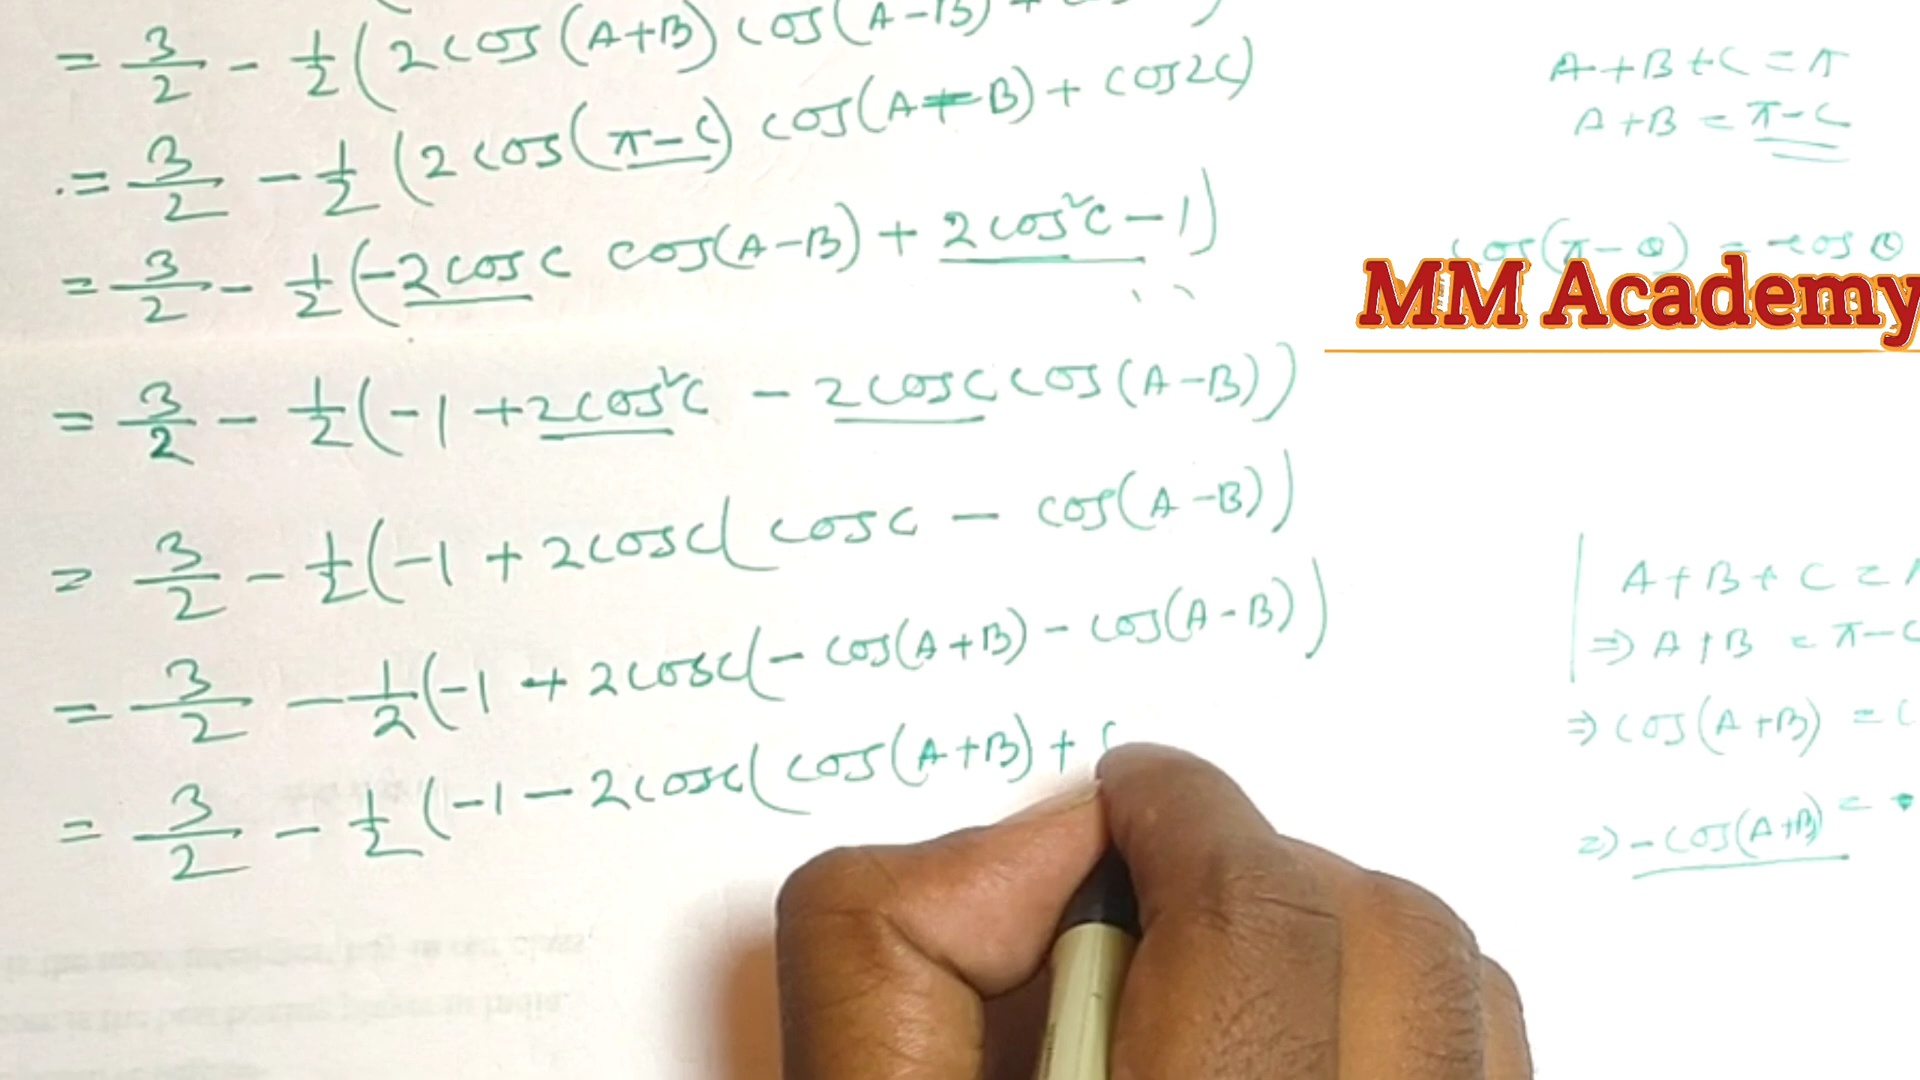 = 3/2 - 1/2 (2cos(A+B) cos(A-B) +
.= 3/2 - 1/2 (2cos(π-C) cos(A-B) + cos2C)
= 3/2 - 1/2 (-2cosC cos(A-B) + 2cos²C - 1)
= 3/2 - 1/2 (-1 + 2cos²C - 2cosC cos(A-B))
= 3/2 - 1/2 (-1 + 2cosC( cosC - cos(A-B))
= 3/2 - 1/2 (-1 + 2cosC(- cos(A+B) - cos(A-B))
= 3/2 - 1/2 (-1 - 2cosC( cos(A+B) + c
A+B+C = π
A+B = π-C
cos(π-θ) = -cosθ
MM Academy
A+B+C =
⇒ A+B = π-C
⇒ cos(A+B) = C
⇒ -cos(A+B) = -